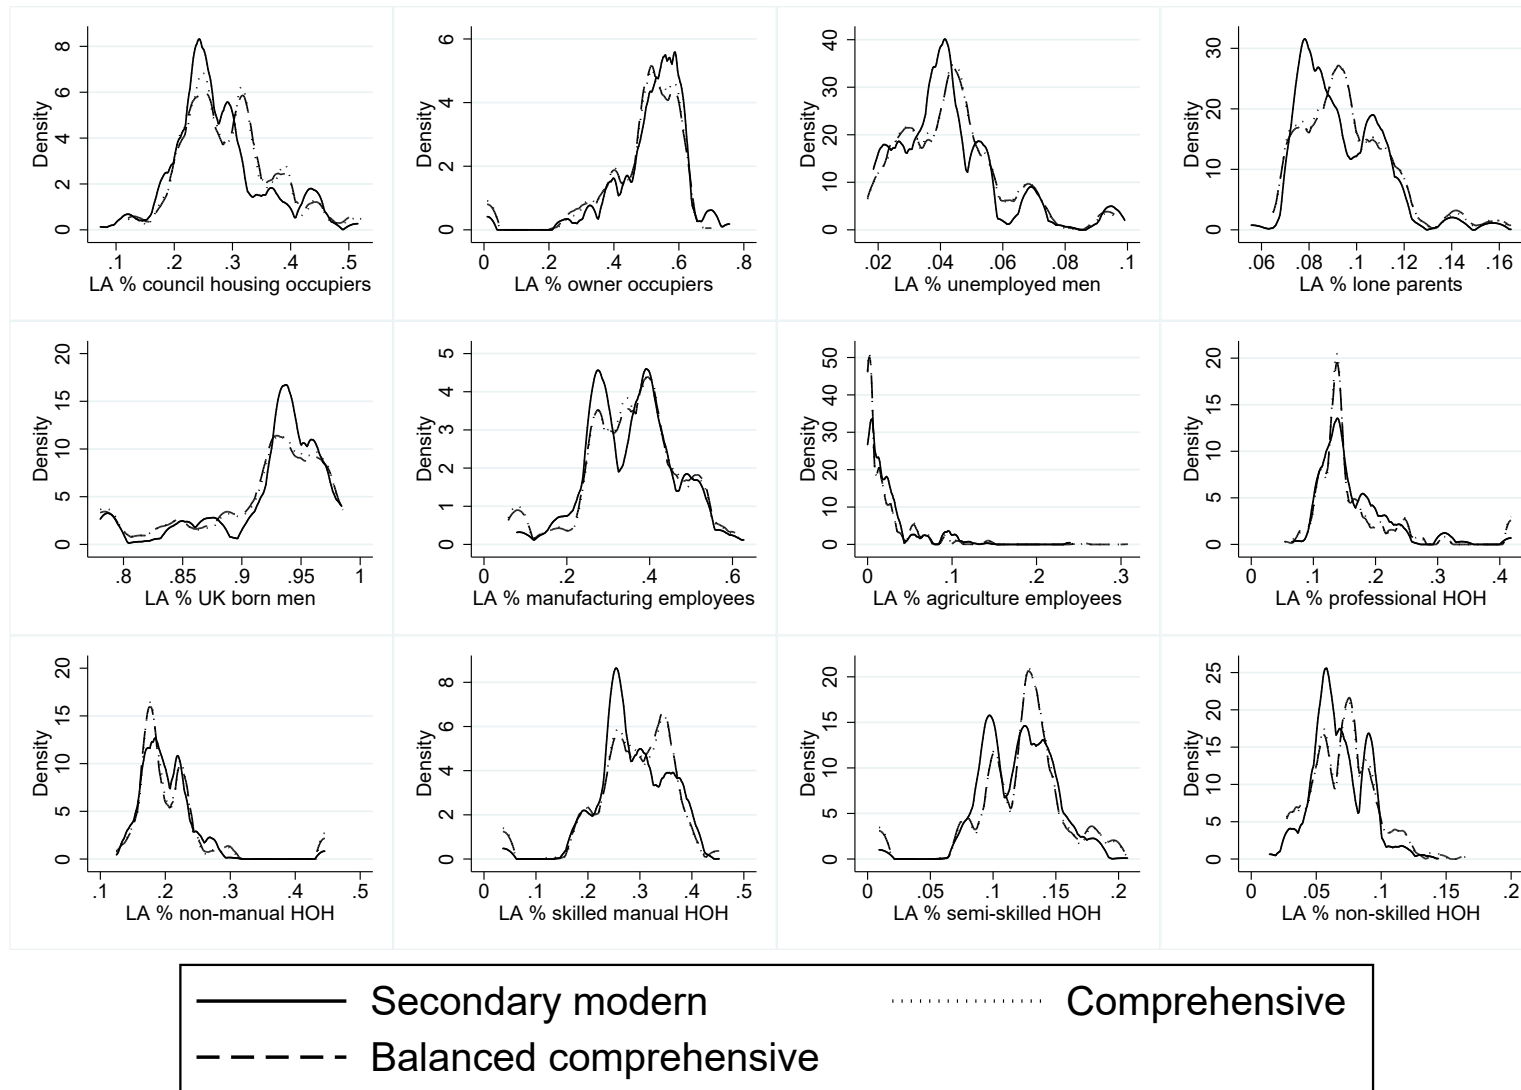 Density
0 2 4 6 8
.1 .2 .3 .4 .5
LA % council housing occupiers
Density
0 2 4 6
0 .2 .4 .6 .8
LA % owner occupiers
Density
0 10 20 30 40
.02 .04 .06 .08 .1
LA % unemployed men
Density
0 10 20 30
.06 .08 .1 .12 .14 .16
LA % lone parents
Density
0 5 10 15 20
.8 .85 .9 .95 1
LA % UK born men
Density
0 1 2 3 4 5
0 .2 .4 .6
LA % manufacturing employees
Density
0 10 20 30 40 50
0 .1 .2 .3
LA % agriculture employees
Density
0 5 10 15 20
0 .1 .2 .3 .4
LA % professional HOH
Density
0 5 10 15 20
.1 .2 .3 .4 .5
LA % non-manual HOH
Density
0 2 4 6 8
0 .1 .2 .3 .4 .5
LA % skilled manual HOH
Density
0 5 10 15 20
0 .05 .1 .15 .2
LA % semi-skilled HOH
Density
0 5 10 15 20 25
0 .05 .1 .15 .2
LA % non-skilled HOH
Secondary modern
Comprehensive
Balanced comprehensive